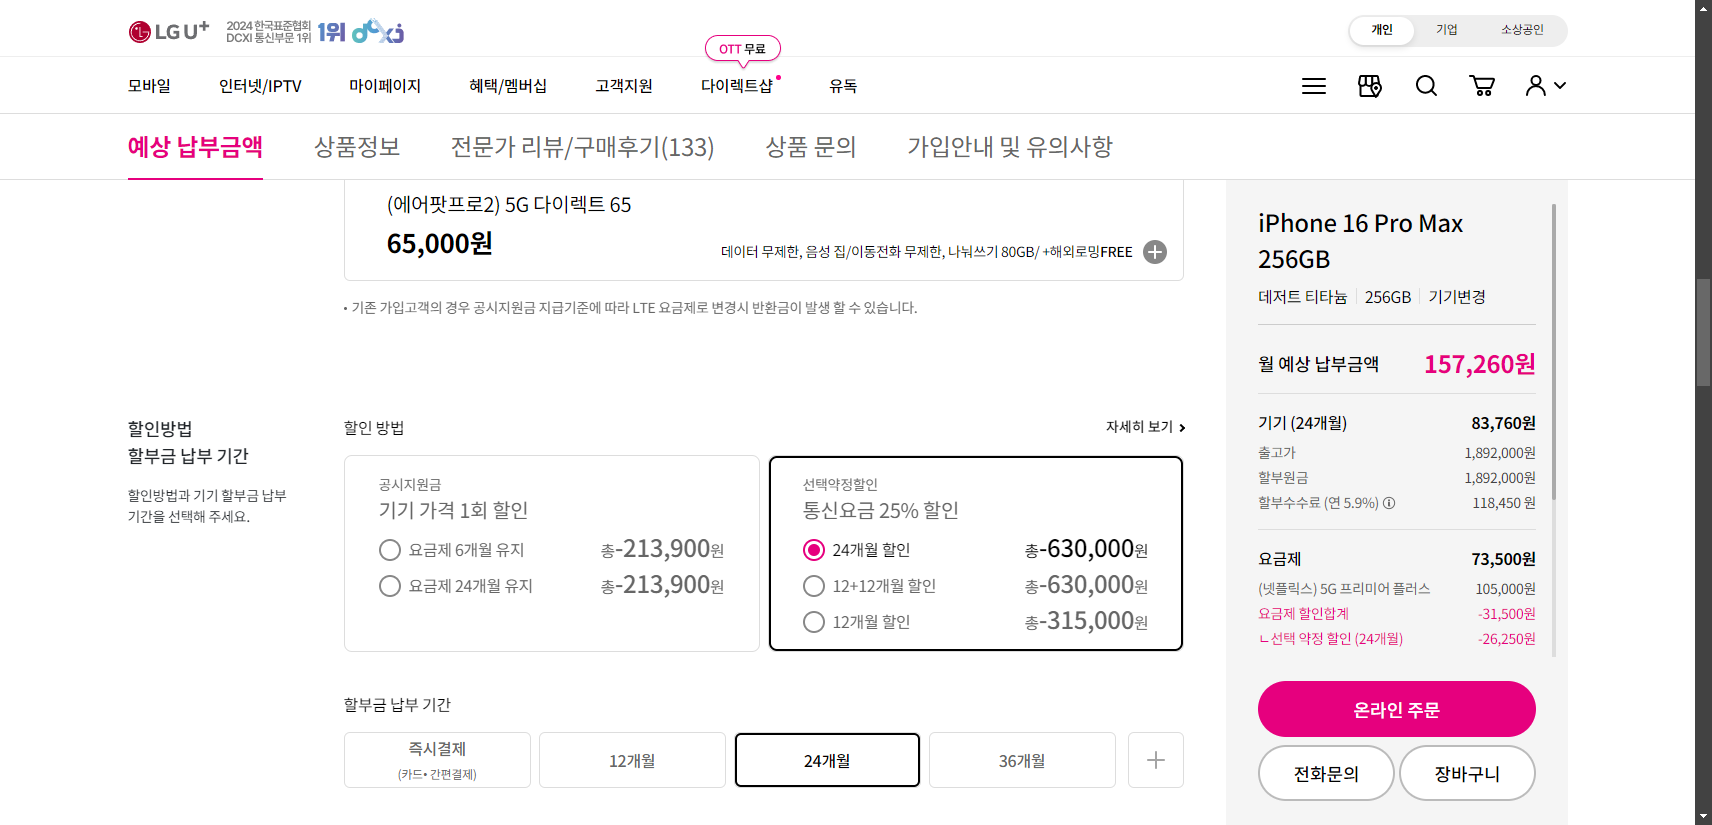 LG U+
2024 한국표준협회
DCXI 통신부문 1위
1위 dcxi
개인
기업
소상공인
OTT 무료
모바일
인터넷/IPTV
마이페이지
혜택/멤버십
고객지원
다이렉트샵
유독
예상 납부금액
상품정보
전문가 리뷰/구매후기(133)
상품 문의
가입안내 및 유의사항
(에어팟프로2) 5G 다이렉트 65
65,000원
데이터 무제한, 음성 집/이동전화 무제한, 나눠쓰기 80GB/ +해외로밍FREE
• 기존 가입고객의 경우 공시지원금 지급기준에 따라 LTE 요금제로 변경시 반환금이 발생 할 수 있습니다.
할인방법
할부금 납부 기간
할인방법과 기기 할부금 납부
기간을 선택해 주세요.
할인 방법
자세히 보기
공시지원금
기기 가격 1회 할인
요금제 6개월 유지 총-213,900원
요금제 24개월 유지 총-213,900원
선택약정할인
통신요금 25% 할인
24개월 할인 총-630,000원
12+12개월 할인 총-630,000원
12개월 할인 총-315,000원
할부금 납부 기간
즉시결제
(카드• 간편결제)
12개월
24개월
36개월
iPhone 16 Pro Max
256GB
데저트 티타늄 256GB 기기변경
월 예상 납부금액 157,260원
기기 (24개월) 83,760원
출고가 1,892,000원
할부원금 1,892,000원
할부수수료 (연 5.9%) 118,450 원
요금제 73,500원
(넷플릭스) 5G 프리미어 플러스 105,000원
요금제 할인합계 -31,500원
ㄴ선택 약정 할인 (24개월) -26,250원
온라인 주문
전화문의
장바구니